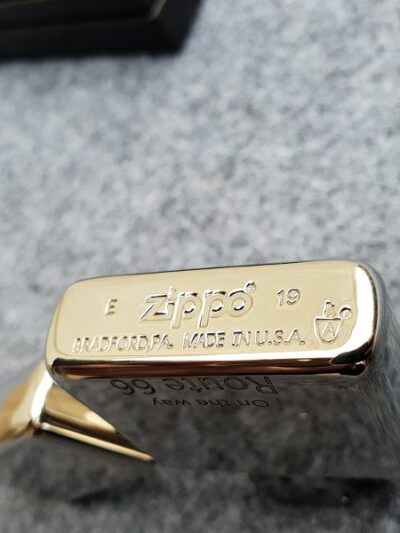 E zippo 19
BRADFORD,PA. MADE IN U.S.A.
On the way
Route 66